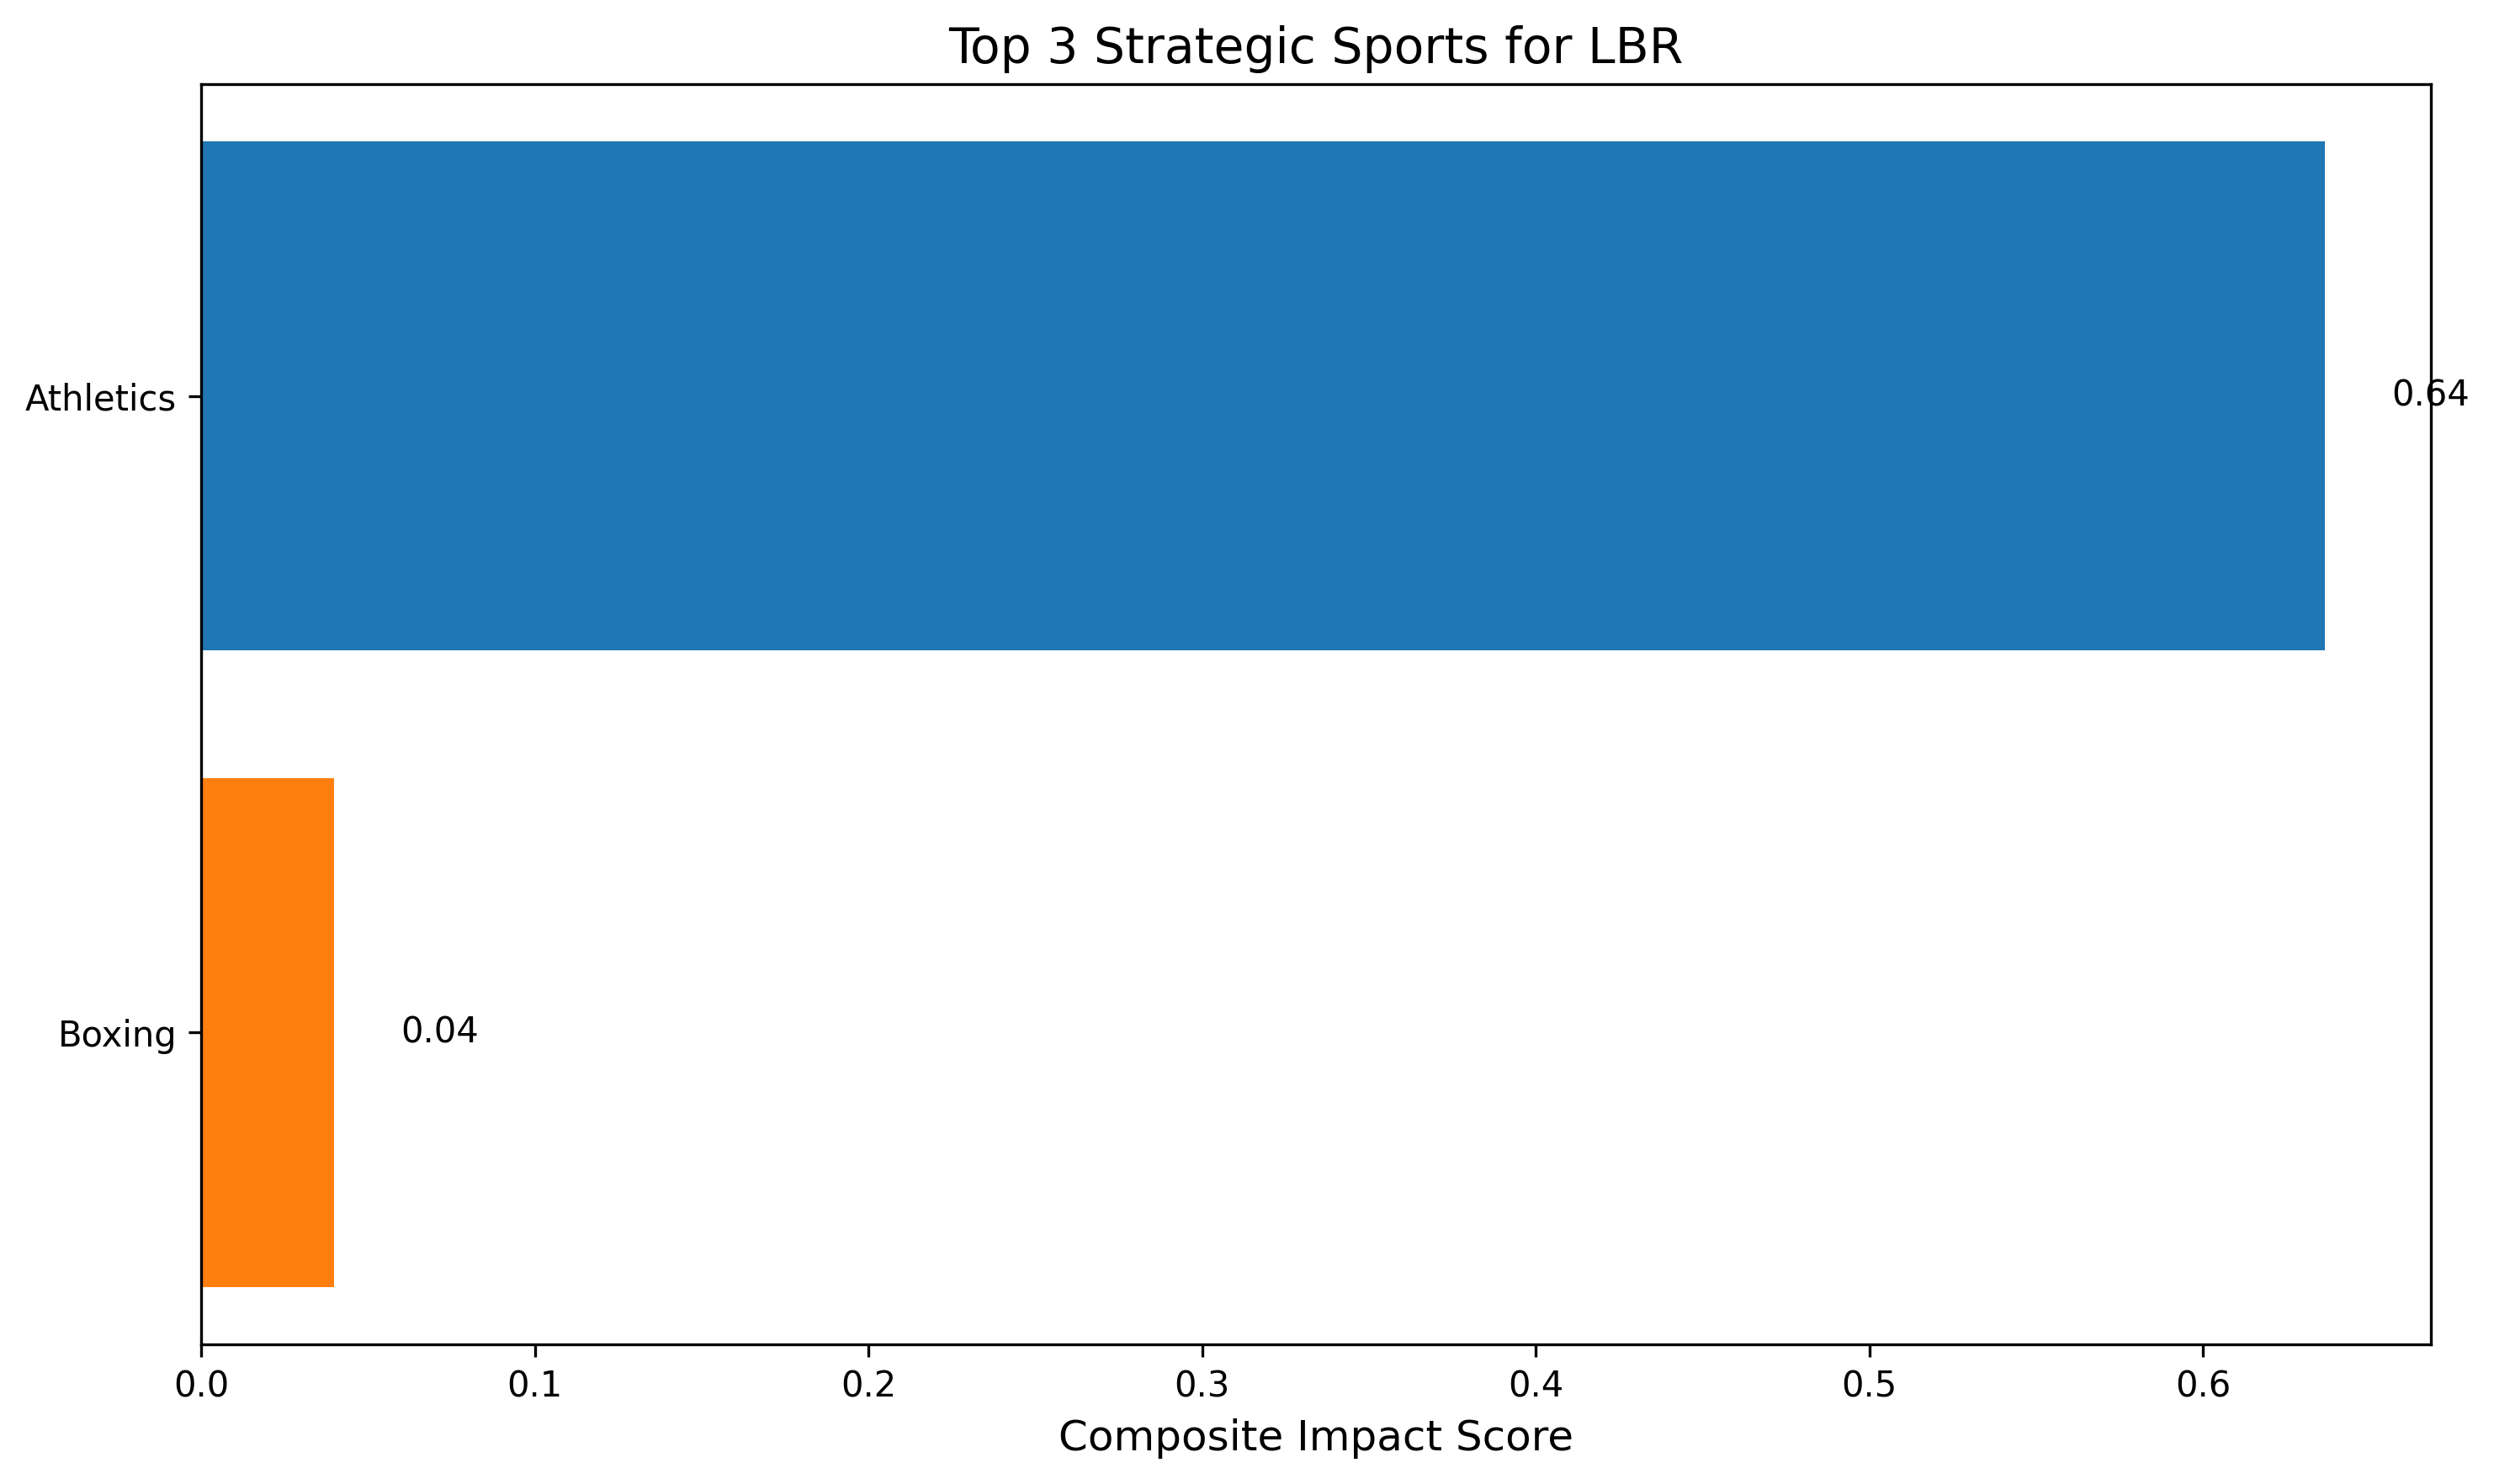 Top 3 Strategic Sports for LBR
Athletics
0.64
Boxing
0.04
0.0 0.1 0.2 0.3 0.4 0.5 0.6
Composite Impact Score